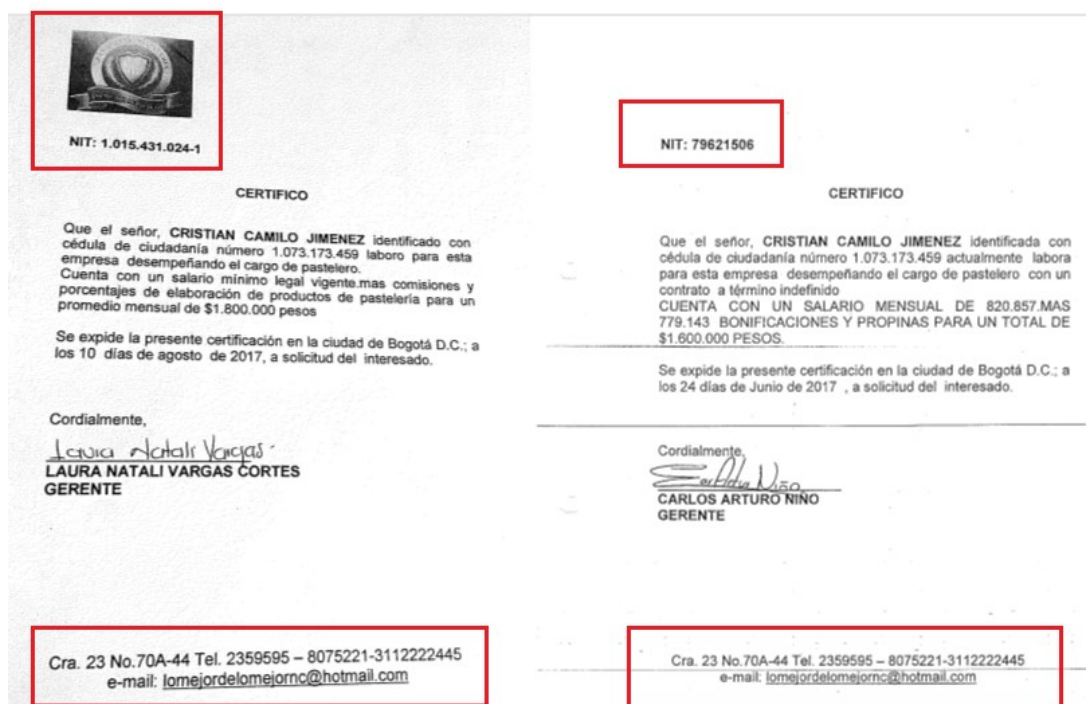 NIT: 1.015.431.024-1
CERTIFICO
Que el señor, CRISTIAN CAMILO JIMENEZ identificado con
cédula de ciudadanía número 1.073.173.459 laboro para esta
empresa desempeñando el cargo de pastelero.
Cuenta con un salario mínimo legal vigente.mas comisiones y
porcentajes de elaboración de productos de pastelería para un
promedio mensual de $1.800.000 pesos
Se expide la presente certificación en la ciudad de Bogotá D.C.; a
los 10 días de agosto de 2017, a solicitud del interesado.
Cordialmente,
Laura Natali Vargas
LAURA NATALI VARGAS CORTES
GERENTE
Cra. 23 No.70A-44 Tel. 2359595 – 8075221-3112222445
e-mail: lomejordelomejornc@hotmail.com
NIT: 79621506
CERTIFICO
Que el señor, CRISTIAN CAMILO JIMENEZ identificada con
cédula de ciudadanía número 1.073.173.459 actualmente labora
para esta empresa desempeñando el cargo de pastelero con un
contrato a término indefinido
CUENTA CON UN SALARIO MENSUAL DE 820.857.MAS
779.143 BONIFICACIONES Y PROPINAS PARA UN TOTAL DE
$1.600.000 PESOS.
Se expide la presente certificación en la ciudad de Bogotá D.C.; a
los 24 días de Junio de 2017 , a solicitud del interesado.
Cordialmente,
Niño
CARLOS ARTURO NIÑO
GERENTE
Cra. 23 No.70A-44 Tel. 2359595 – 8075221-3112222445
e-mail: lomejordelomejornc@hotmail.com